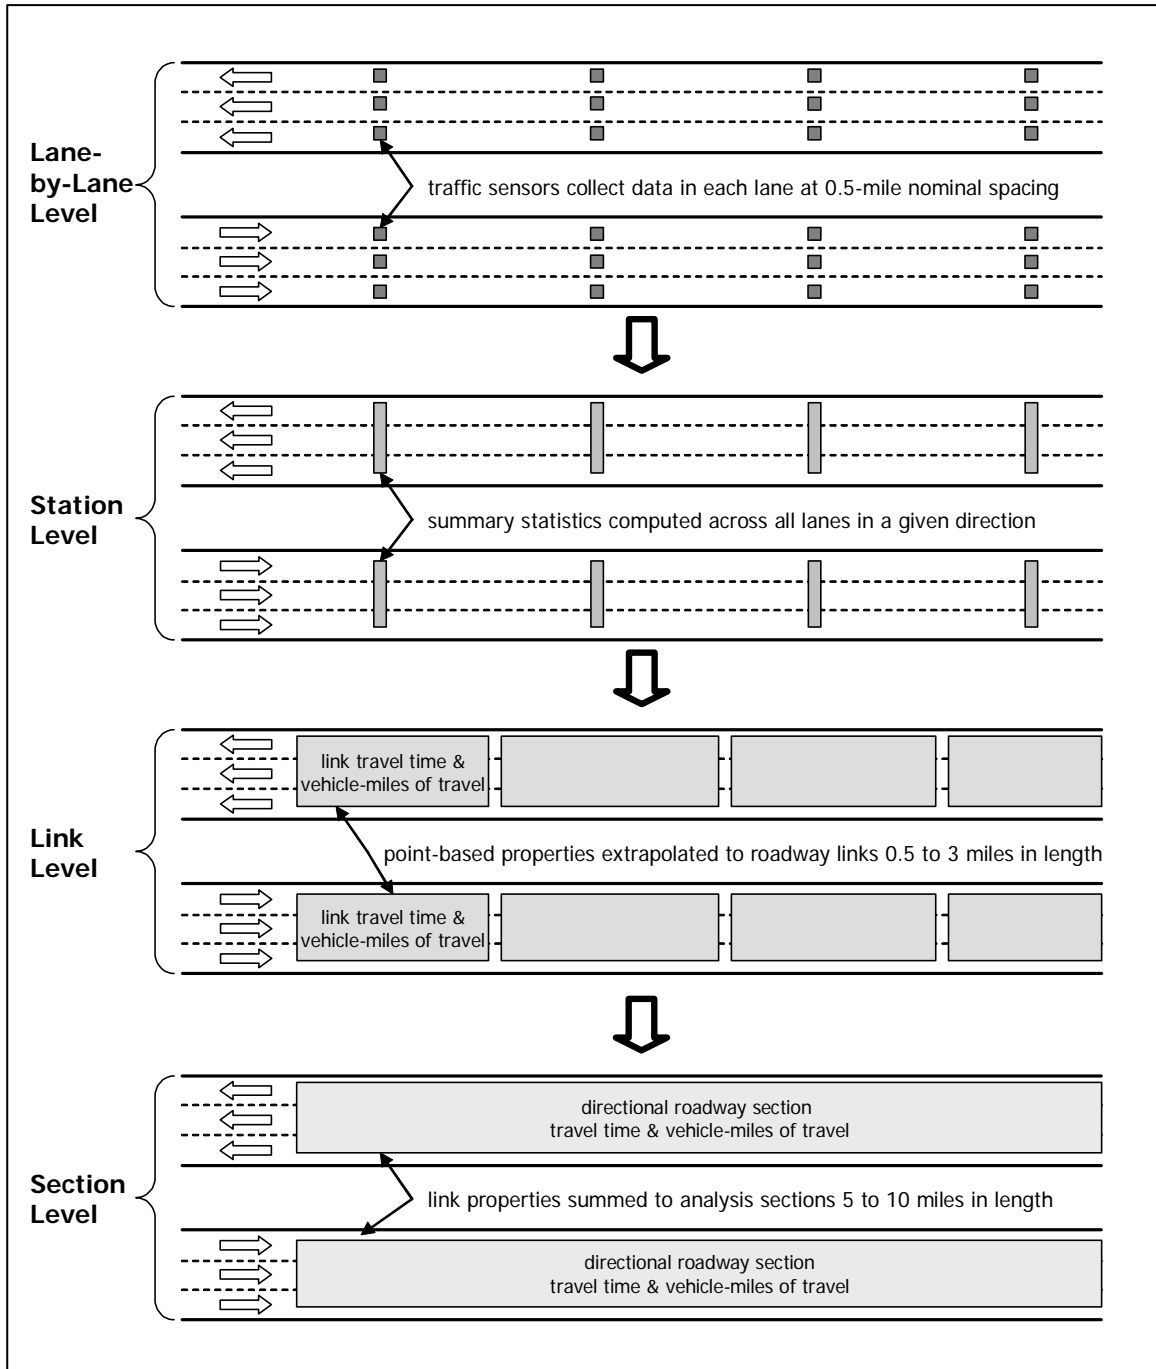 Lane-
by-Lane
Level
traffic sensors collect data in each lane at 0.5-mile nominal spacing
Station
Level
summary statistics computed across all lanes in a given direction
link travel time &
vehicle-miles of travel
Link
Level
point-based properties extrapolated to roadway links 0.5 to 3 miles in length
link travel time &
vehicle-miles of travel
directional roadway section
travel time & vehicle-miles of travel
Section
Level
link properties summed to analysis sections 5 to 10 miles in length
directional roadway section
travel time & vehicle-miles of travel